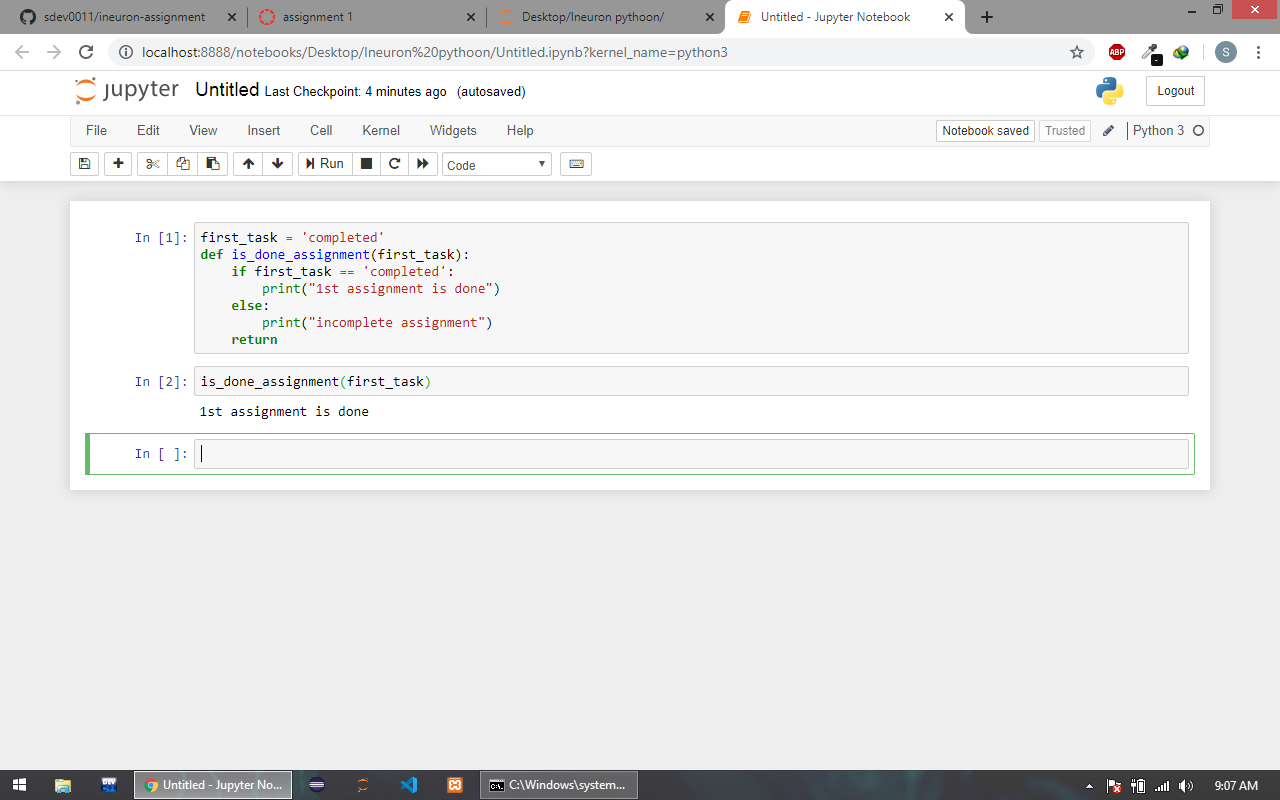 sdev0011/ineuron-assignment
assignment 1
Desktop/Ineuron pythoon/
Untitled - Jupyter Notebook
localhost:8888/notebooks/Desktop/Ineuron%20pythoon/Untitled.ipynb?kernel_name=python3
ABP
S
jupyter Untitled Last Checkpoint: 4 minutes ago (autosaved)
Logout
File Edit View Insert Cell Kernel Widgets Help
Notebook saved Trusted Python 3
Run Code
In [1]: first_task = 'completed'
def is_done_assignment(first_task):
    if first_task == 'completed':
        print("1st assignment is done")
    else:
        print("incomplete assignment")
    return
In [2]: is_done_assignment(first_task)
1st assignment is done
In [ ]:
DEV
Untitled - Jupyter No...
C:\Windows\system...
9:07 AM